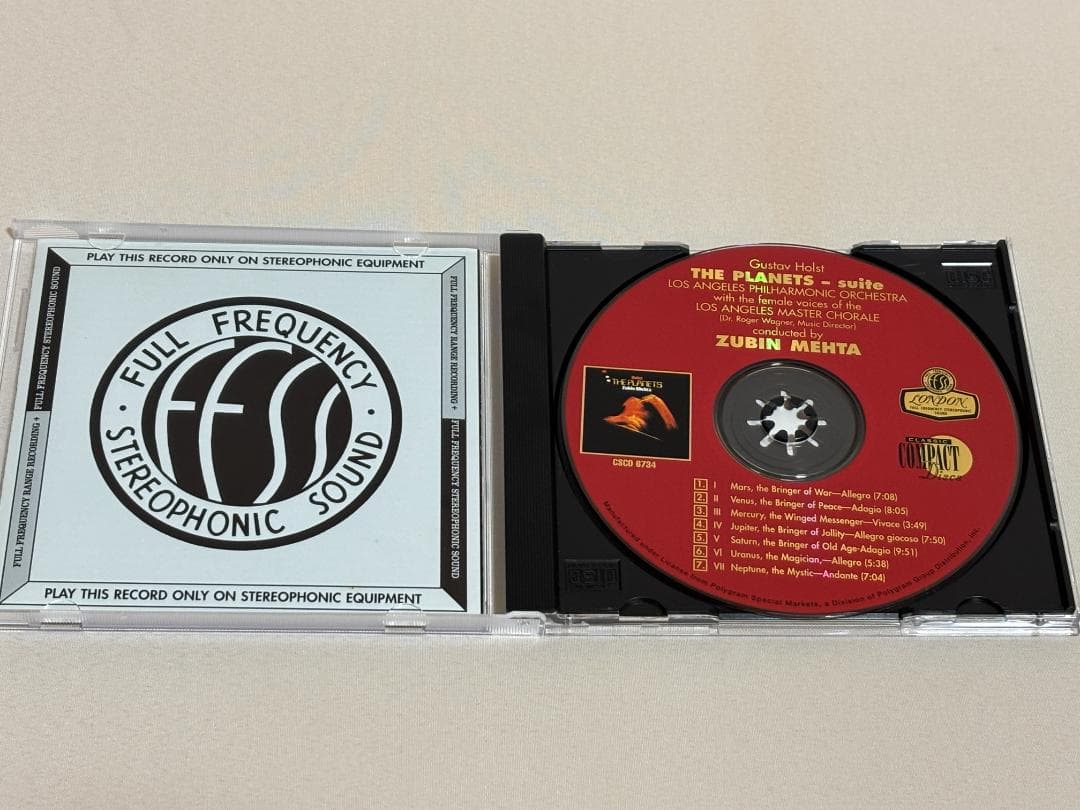 PLAY THIS RECORD ONLY ON STEREOPHONIC EQUIPMENT
FULL FREQUENCY STEREOPHONIC SOUND
FULL FREQUENCY RANGE RECORDING +
FULL FREQUENCY RANGE RECORDING +
FULL FREQUENCY STEREOPHONIC SOUND
FULL FREQUENCY
ffss
STEREOPHONIC SOUND
PLAY THIS RECORD ONLY ON STEREOPHONIC EQUIPMENT
Gustav Holst
THE PLANETS – suite
LOS ANGELES PHILHARMONIC ORCHESTRA
with the female voices of the
LOS ANGELES MASTER CHORALE
(Dr. Roger Wagner, Music Director)
conducted by
ZUBIN MEHTA
THE PLANETS
Zubin Mehta
CSCD 6734
FFSS
LONDON
FULL FREQUENCY STEREOPHONIC
SOUND
CLASSIC
COMPACT
Discs
1. I Mars, the Bringer of War—Allegro (7:08)
2. II Venus, the Bringer of Peace—Adagio (8:05)
3. III Mercury, the Winged Messenger—Vivace (3:49)
4. IV Jupiter, the Bringer of Jollity—Allegro giocoso (7:50)
5. V Saturn, the Bringer of Old Age-Adagio (9:51)
6. VI Uranus, the Magician,—Allegro (5:38)
7. VII Neptune, the Mystic—Andante (7:04)
Manufactured under License from Polygram Special Markets, a Division of Polygram Group Distribution, Inc.